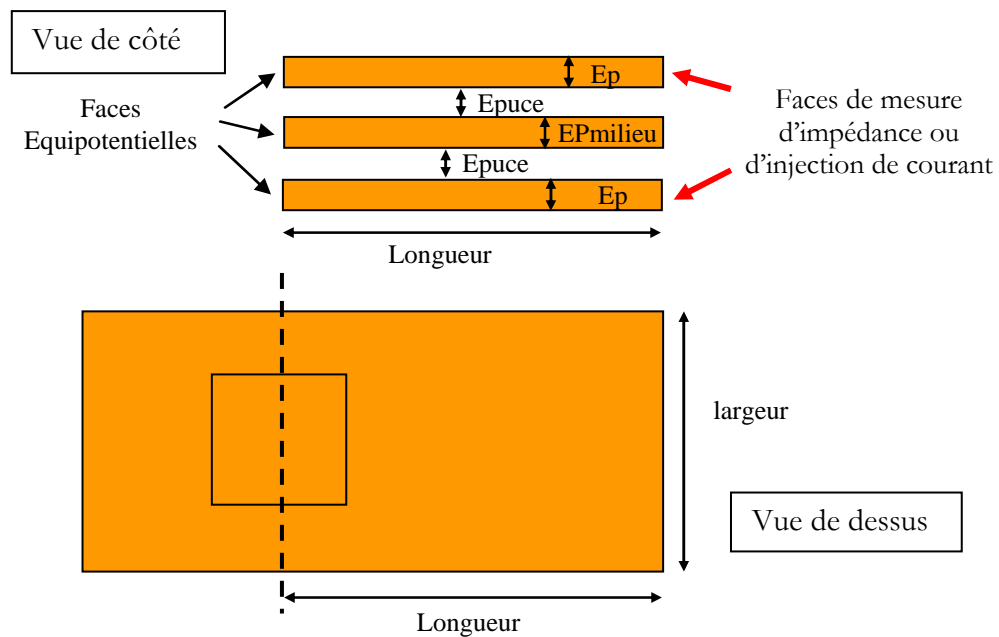 Vue de côté
Faces
Equipotentielles
Ep
Epuce
EPmilieu
Epuce
Ep
Faces de mesure
d'impédance ou
d'injection de courant
Longueur
largeur
Vue de dessus
Longueur